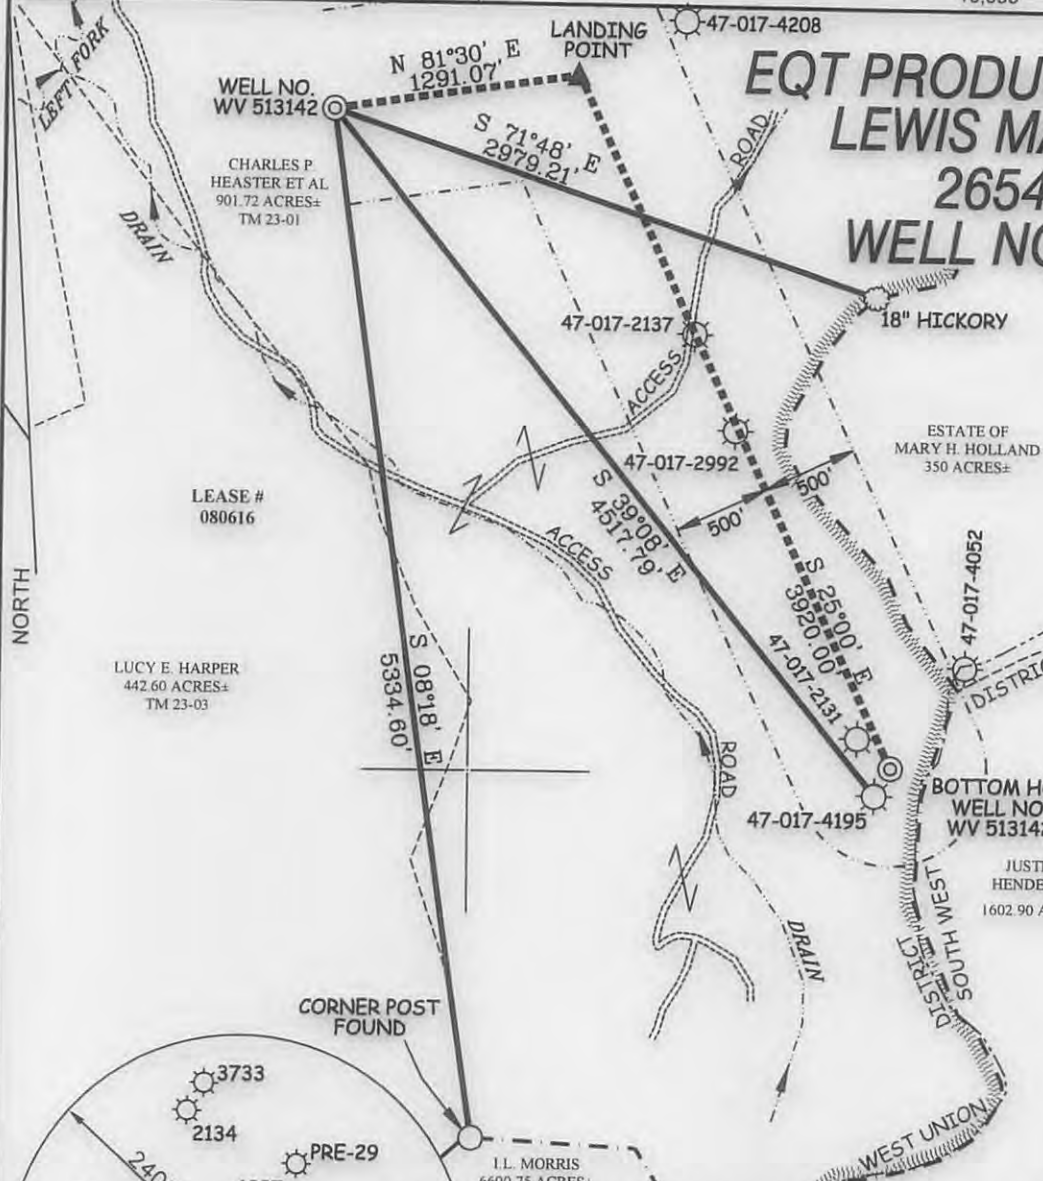 47-017-4208
LANDING
POINT
N 81°30' E
1291.07'
WELL NO.
WV 513142
LEFT FORK
EQT PRODU
LEWIS MA
2654
WELL NO
S 71°48' E
2979.21'
ROAD
CHARLES P.
HEASTER ET AL
901.72 ACRES±
TM 23-01
DRAIN
47-017-2137
18" HICKORY
ACCESS
ESTATE OF
MARY H. HOLLAND
350 ACRES±
47-017-2992
500'
500'
LEASE #
080616
S 39°08' E
4517.79'
ACCESS
47-017-4052
NORTH
S 25°00' E
3920.00'
LUCY E. HARPER
442.60 ACRES±
TM 23-03
S 08°18' E
5334.60'
47-017-2131
DISTRIC
ROAD
47-017-4195
BOTTOM H
WELL NO
WV 513142
JUST
HENDE
1602.90 A
SOUTH WEST
DISTRICT
DRAIN
CORNER POST
FOUND
3733
2134
PRE-29
240
WEST UNION
I.L. MORRIS